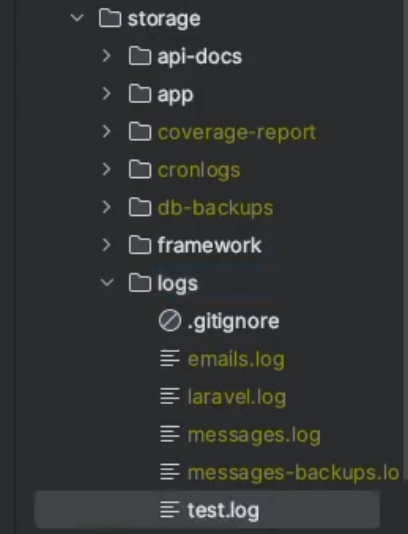 storage
api-docs
app
coverage-report
cronlogs
db-backups
framework
logs
.gitignore
emails.log
laravel.log
messages.log
messages-backups.lo
test.log